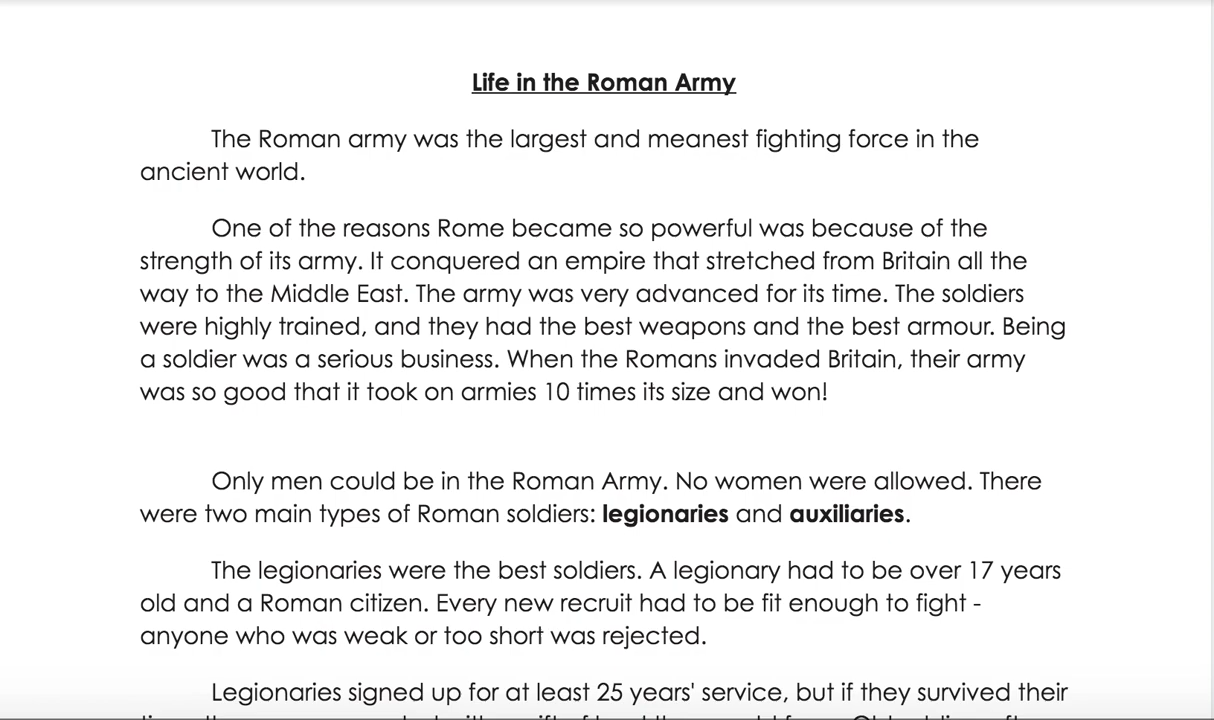 Life in the Roman Army
The Roman army was the largest and meanest fighting force in the
ancient world.
One of the reasons Rome became so powerful was because of the
strength of its army. It conquered an empire that stretched from Britain all the
way to the Middle East. The army was very advanced for its time. The soldiers
were highly trained, and they had the best weapons and the best armour. Being
a soldier was a serious business. When the Romans invaded Britain, their army
was so good that it took on armies 10 times its size and won!
Only men could be in the Roman Army. No women were allowed. There
were two main types of Roman soldiers: legionaries and auxiliaries.
The legionaries were the best soldiers. A legionary had to be over 17 years
old and a Roman citizen. Every new recruit had to be fit enough to fight -
anyone who was weak or too short was rejected.
Legionaries signed up for at least 25 years' service, but if they survived their